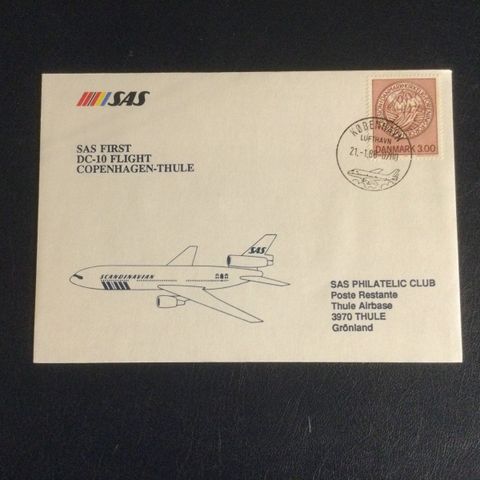 SAS
SAS FIRST
DC-10 FLIGHT
COPENHAGEN-THULE
KØBENHAVN
LUFTHAVN
DANMARK 3.00
SAS
SCANDINAVIAN
SAS PHILATELIC CLUB
Poste Restante
Thule Airbase
3970 THULE
Grönland